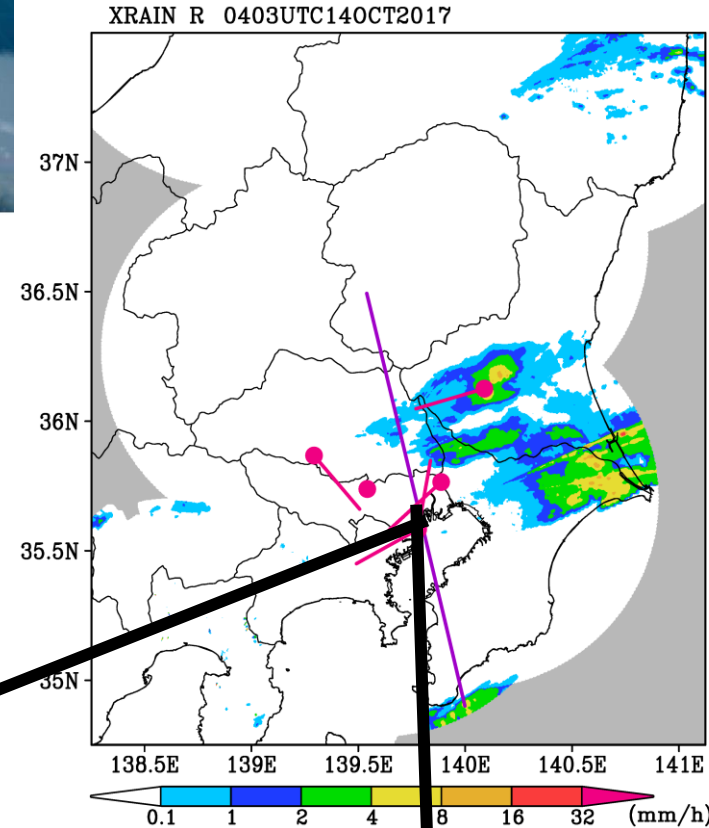 XRAIN R 0403UTC14OCT2017
37N
36.5N
36N
35.5N
35N
138.5E 139E 139.5E 140E 140.5E 141E
0.1 1 2 4 8 16 32 (mm/h)